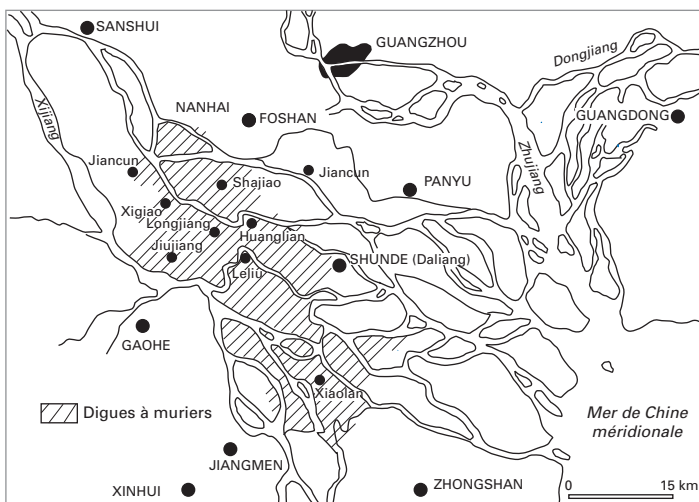 SANSHUI
GUANGZHOU
Dongjiang
NANHAI
FOSHAN
GUANGDONG
Xijiang
Jiancun
Jiancun
Zhujiang
Shajiao
PANYU
Xigiao
Longjiang
Huanglian
Jiujiang
Leliu
SHUNDE (Daliang)
GAOHE
Xiaolan
Digues à muriers
Mer de Chine
méridionale
JIANGMEN
XINHUI
ZHONGSHAN
0 15 km